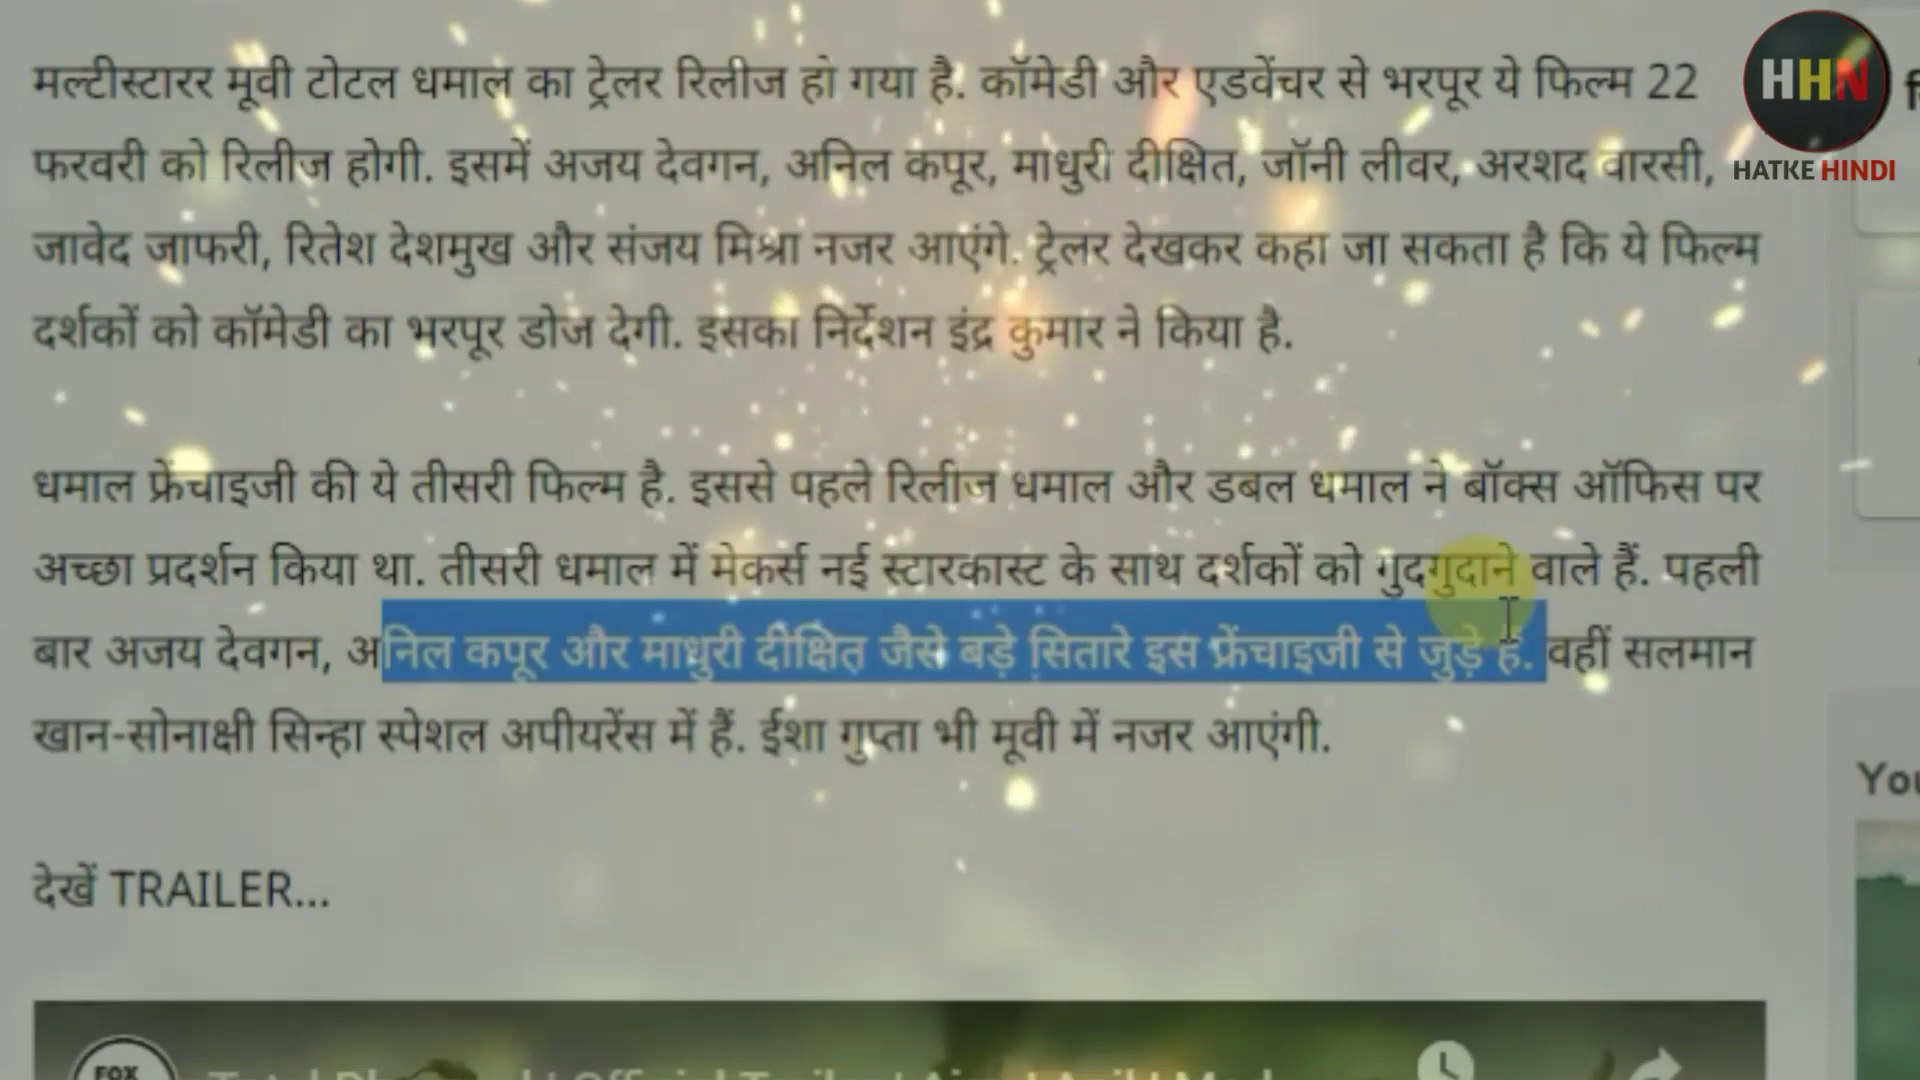 HHN
HATKE HINDI
मल्टीस्टारर मूवी टोटल धमाल का ट्रेलर रिलीज हो गया है. कॉमेडी और एडवेंचर से भरपूर ये फिल्म 22
फरवरी को रिलीज होगी. इसमें अजय देवगन, अनिल कपूर, माधुरी दीक्षित, जॉनी लीवर, अरशद वारसी,
जावेद जाफरी, रितेश देशमुख और संजय मिश्रा नजर आएंगे. ट्रेलर देखकर कहा जा सकता है कि ये फिल्म
दर्शकों को कॉमेडी का भरपूर डोज देगी. इसका निर्देशन इंद्र कुमार ने किया है.
धमाल फ्रेंचाइजी की ये तीसरी फिल्म है. इससे पहले रिलीज धमाल और डबल धमाल ने बॉक्स ऑफिस पर
अच्छा प्रदर्शन किया था. तीसरी धमाल में मेकर्स नई स्टारकास्ट के साथ दर्शकों को गुदगुदाने वाले हैं. पहली
बार अजय देवगन, अनिल कपूर और माधुरी दीक्षित जैसे बड़े सितारे इस फ्रेंचाइजी से जुड़े हैं. वहीं सलमान
खान-सोनाक्षी सिन्हा स्पेशल अपीयरेंस में हैं. ईशा गुप्ता भी मूवी में नजर आएंगी.
You
देखें TRAILER...
FOX